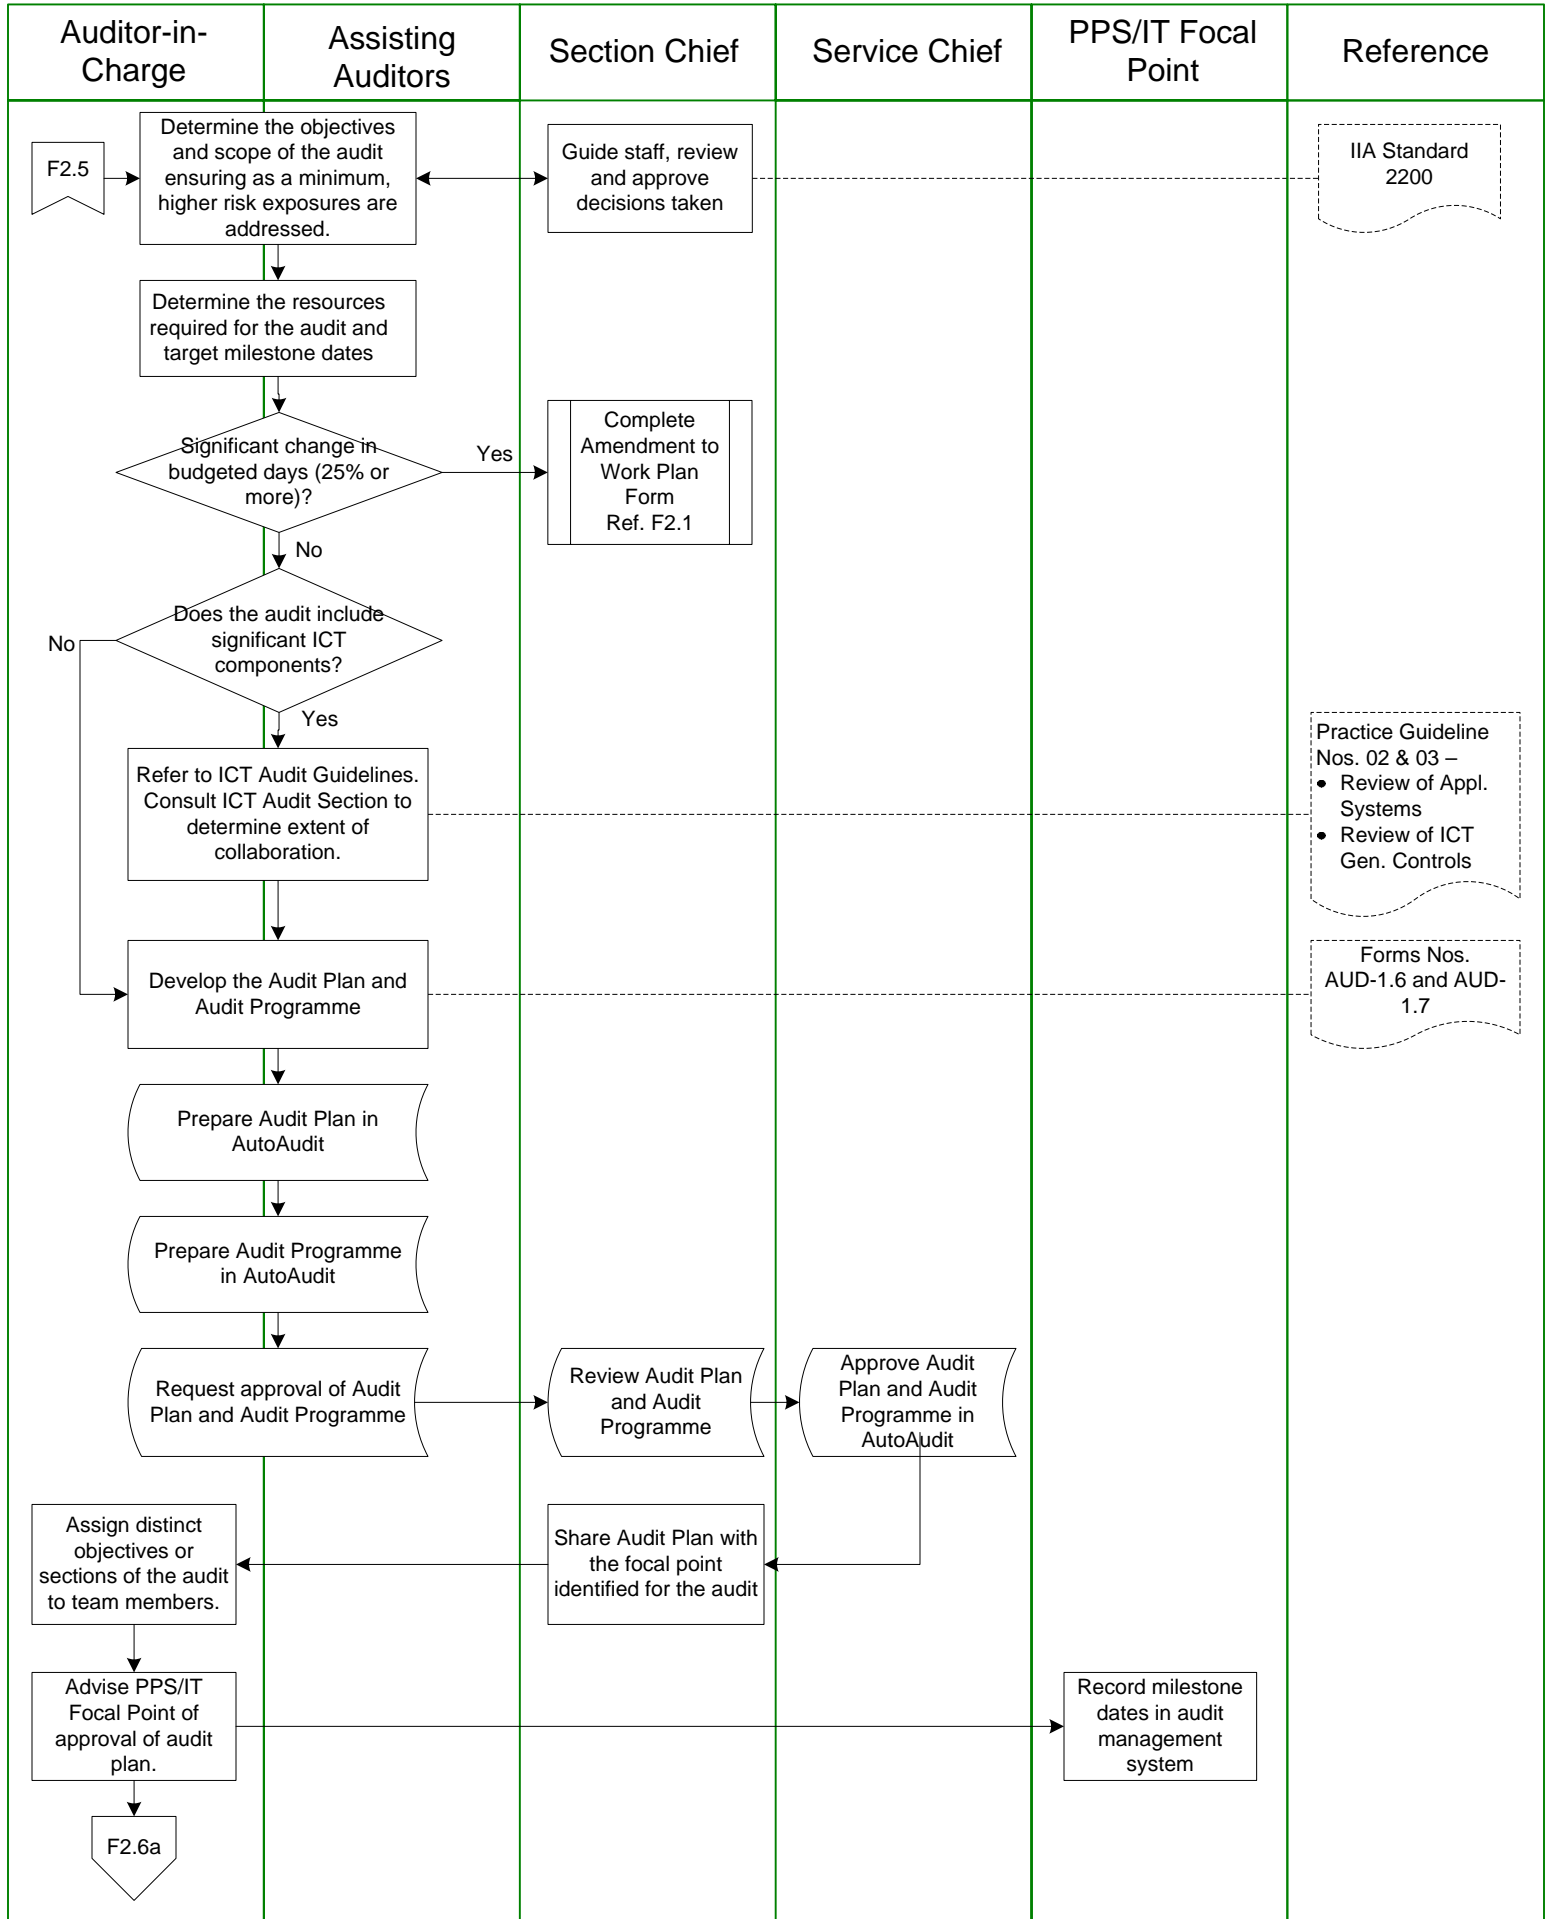 Auditor-in-
Charge
Assisting
Auditors
Section Chief
Service Chief
PPS/IT Focal
Point
Reference
F2.5
Determine the objectives
and scope of the audit
ensuring as a minimum,
higher risk exposures are
addressed.
Guide staff, review
and approve
decisions taken
IIA Standard
2200
Determine the resources
required for the audit and
target milestone dates
Significant change in
budgeted days (25% or
more)?
Yes
Complete
Amendment to
Work Plan
Form
Ref. F2.1
No
Does the audit include
significant ICT
components?
No
Yes
Refer to ICT Audit Guidelines.
Consult ICT Audit Section to
determine extent of
collaboration.
Practice Guideline
Nos. 02 & 03 –
• Review of Appl.
Systems
• Review of ICT
Gen. Controls
Develop the Audit Plan and
Audit Programme
Forms Nos.
AUD-1.6 and AUD-
1.7
Prepare Audit Plan in
AutoAudit
Prepare Audit Programme
in AutoAudit
Request approval of Audit
Plan and Audit Programme
Review Audit Plan
and Audit
Programme
Approve Audit
Plan and Audit
Programme in
AutoAudit
Assign distinct
objectives or
sections of the audit
to team members.
Share Audit Plan with
the focal point
identified for the audit
Advise PPS/IT
Focal Point of
approval of audit
plan.
Record milestone
dates in audit
management
system
F2.6a